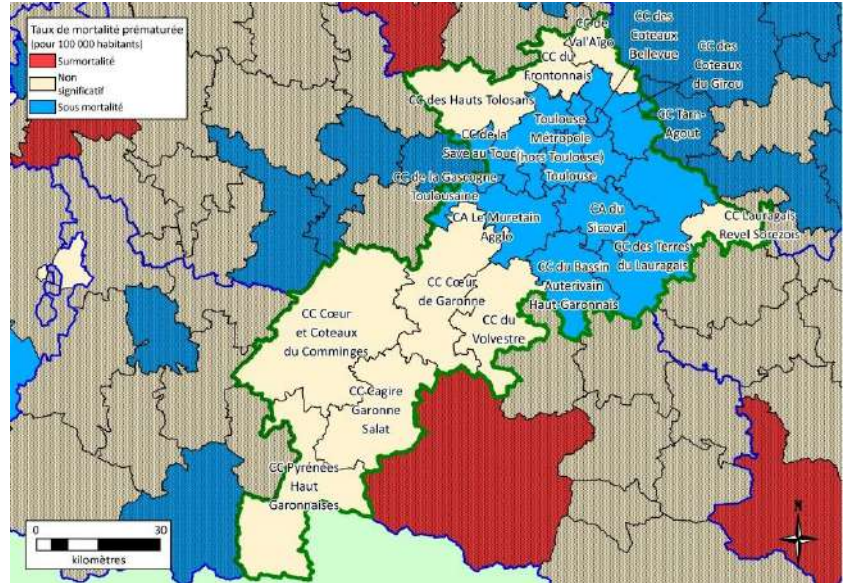 Taux de mortalité prématurée
(pour 100 000 habitants)
Surmortalité
Non
significatif
Sous mortalité
CC de
Val'Aïgo
CC des
Coteaux
Bellevue
CC des
Coteaux
du Girou
CC du
Frontonnais
CC des Hauts Tolosans
CC Tarn-
Agout
CC de la
Save au Touch
Toulouse
Métropole
(hors Toulouse)
Toulouse
CC de la Gascogne
Toulousaine
CA Le Muretain
Agglo
CA du
Sicoval
CC Lauragais
Revel Sorezois
CC des Terres
du Lauragais
CC du Bassin
Auterivain
Haut-Garonnais
CC Cœur
de Garonne
CC Cœur
et Coteaux
du Comminges
CC du
Volvestre
CC Cagire
Garonne
Salat
CC Pyrénées
Haut
Garonnaises
0 30
kilomètres
N